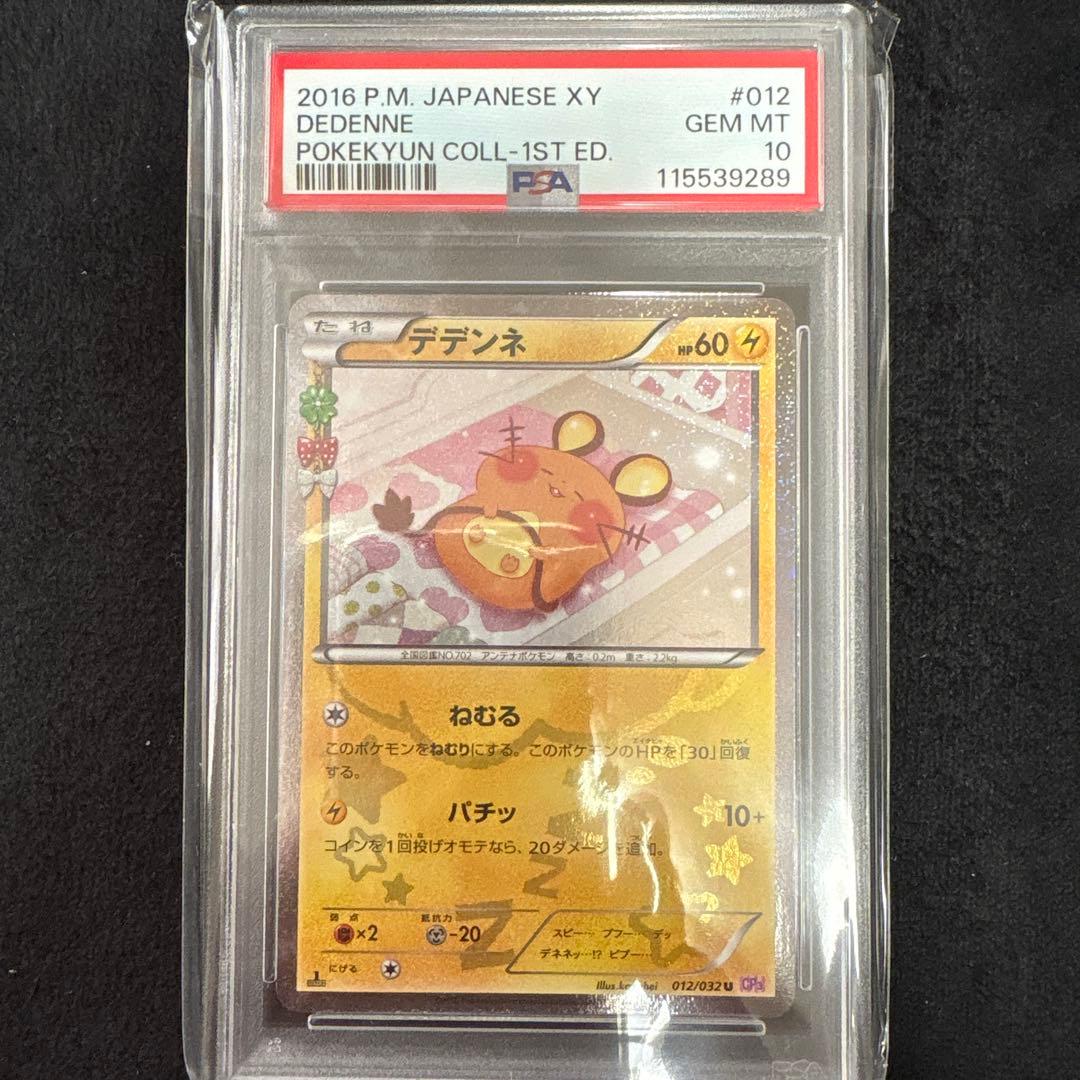 2016 P.M. JAPANESE XY #012
DEDENNE GEM MT
POKEKYUN COLL-1ST ED. 10
PSA 115539289
たね デデンネ HP60
全国図鑑NO.702 アンテナポケモン 高さ:0.2m 重さ:2.2kg
ねむる
このポケモンをねむりにする。このポケモンのHPを「30」回復
する。
パチッ 10+
コインを1回投げオモテなら、20ダメージを追加。
弱点 抵抗力
×2 -20
スピー… プフー… デッ
デネネッ…!? ピプー…
にげる
1
Illus. 012/032 U CP3